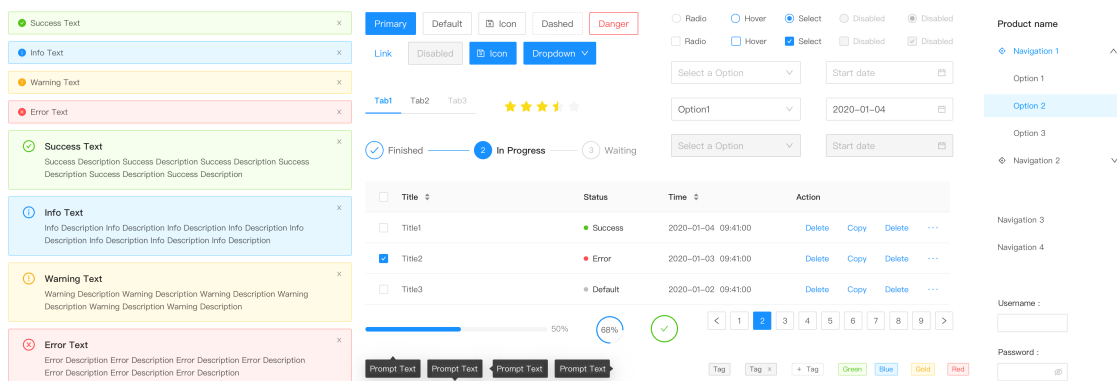 Success Text
Info Text
Warning Text
Error Text
Success Text
Success Description Success Description Success Description Success
Description Success Description Success Description
Info Text
Info Description Info Description Info Description Info Description Info
Description Info Description Info Description Info Description
Warning Text
Warning Description Warning Description Warning Description Warning
Description Warning Description Warning Description
Error Text
Error Description Error Description Error Description Error Description
Error Description Error Description Error Description
Primary Default Icon Dashed Danger
Link Disabled Icon Dropdown
Tab1 Tab2 Tab3
Finished 2 In Progress 3 Waiting
Radio Hover Select Disabled Disabled
Radio Hover Select Disabled Disabled
Select a Option Start date
Option1 2020-01-04
Select a Option Start date
Title Status Time Action
Title1 Success 2020-01-04 09:41:00 Delete Copy Delete ···
Title2 Error 2020-01-03 09:41:00 Delete Copy Delete ···
Title3 Default 2020-01-02 09:41:00 Delete Copy Delete ···
50% 68% < 1 2 3 4 5 6 7 8 9 >
Prompt Text Prompt Text Prompt Text Prompt Text
Tag Tag × + Tag Green Blue Gold Red
Product name
Navigation 1
Option 1
Option 2
Option 3
Navigation 2
Navigation 3
Navigation 4
Username :
Password :